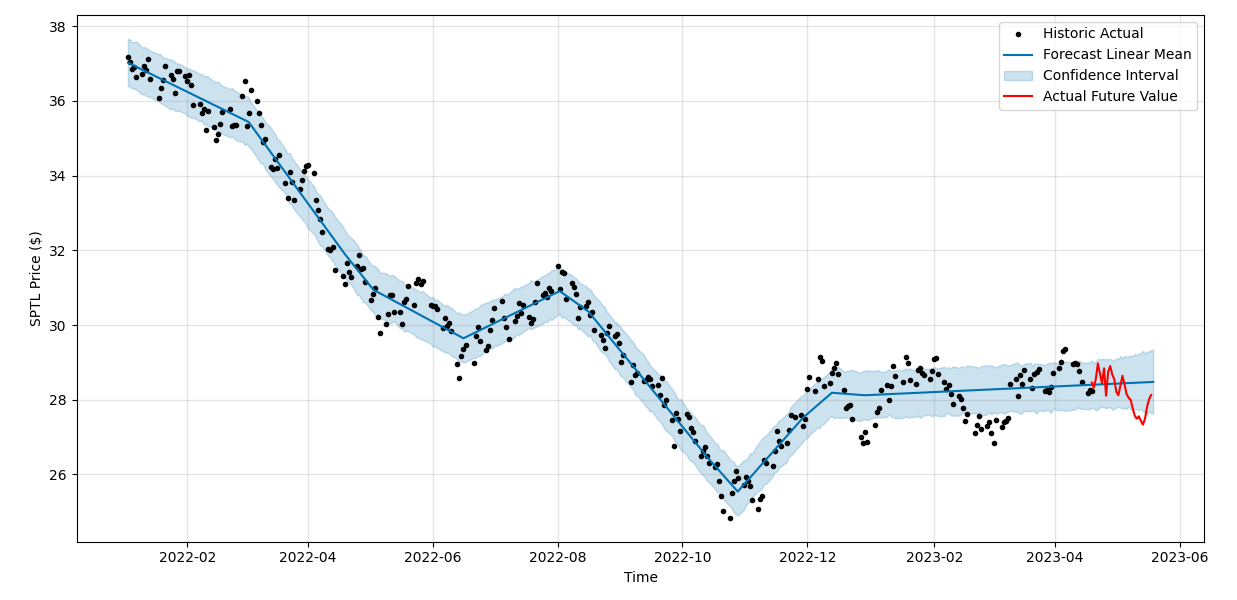 38
36
34
32
30
28
26
SPTL Price ($)
Historic Actual
Forecast Linear Mean
Confidence Interval
Actual Future Value
2022-02 2022-04 2022-06 2022-08 2022-10 2022-12 2023-02 2023-04 2023-06
Time